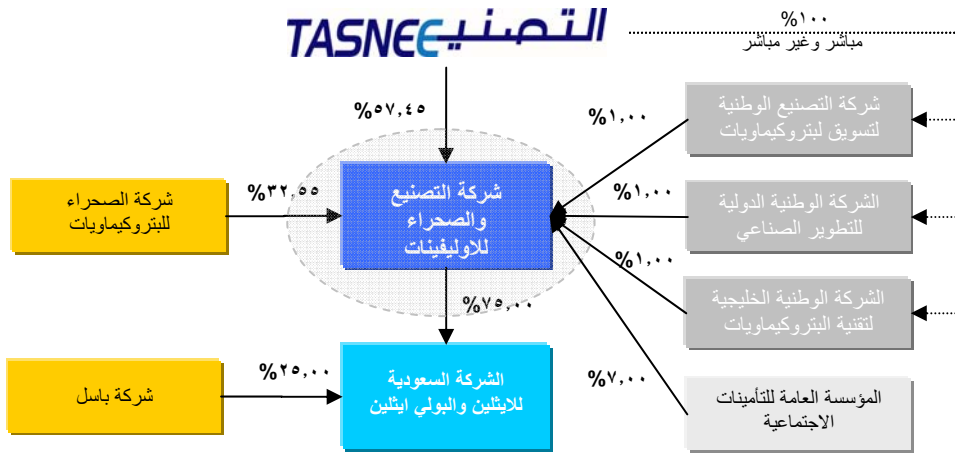 TASNEE التصنيع
%١٠٠
مباشر وغير مباشر
%٥٧,٤٥
شركة التصنيع الوطنية
لتسويق لبتروكيماويات
%١,٠٠
شركة الصحراء
للبتروكيماويات
%٣٢,٥٥
شركة التصنيع
والصحراء
للاوليفينات
%١,٠٠
الشركة الوطنية الدولية
للتطوير الصناعي
%١,٠٠
الشركة الوطنية الخليجية
لتقنية البتروكيماويات
%٧٥,٠٠
شركة باسل
%٢٥,٠٠
الشركة السعودية
للايثلين والبولي ايثلين
%٧,٠٠
المؤسسة العامة للتأمينات
الاجتماعية